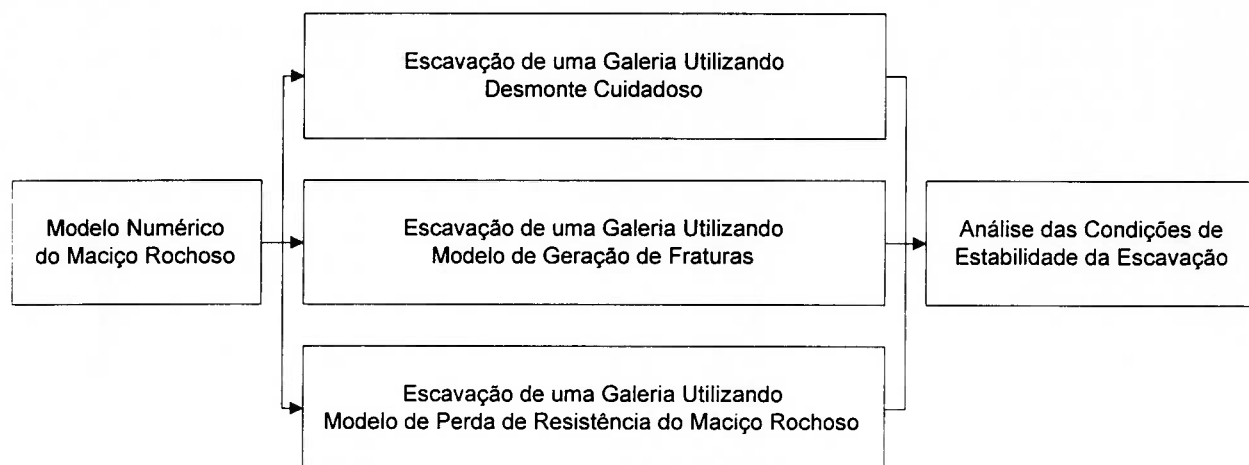 Escavação de uma Galeria Utilizando
Desmonte Cuidadoso
Modelo Numérico
do Maciço Rochoso
Escavação de uma Galeria Utilizando
Modelo de Geração de Fraturas
Análise das Condições de
Estabilidade da Escavação
Escavação de uma Galeria Utilizando
Modelo de Perda de Resistência do Maciço Rochoso